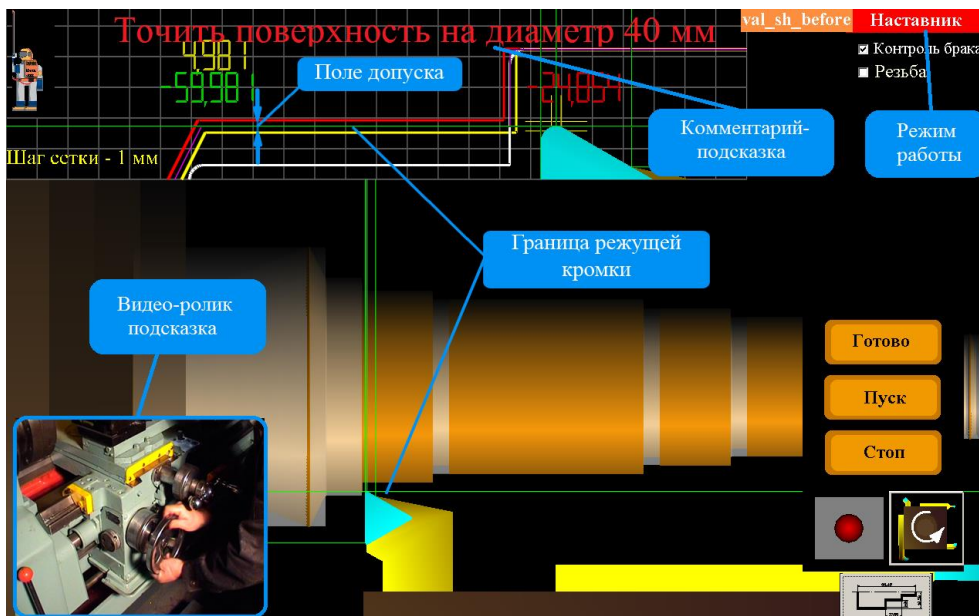 Точить поверхность на диаметр 40 мм
val_sh_before
Наставник
4,981
-59,981
-24,854
Контроль брака
Резьба
Поле допуска
Комментарий-
подсказка
Режим
работы
Шаг сетки - 1 мм
Граница режущей
кромки
Видео-ролик
подсказка
Готово
Пуск
Стоп